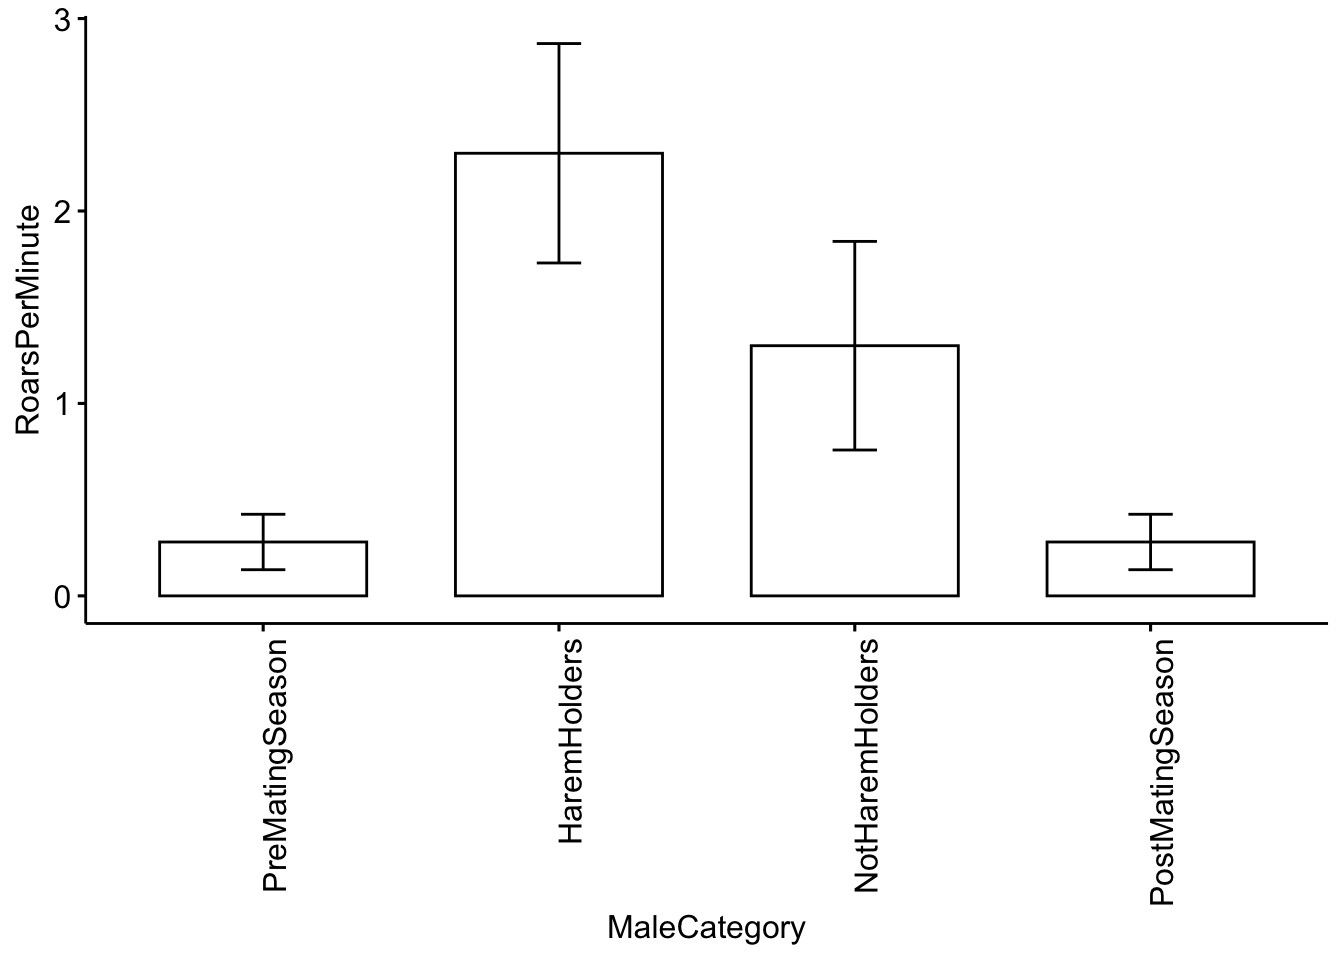 3
2
1
0
RoarsPerMinute
PreMatingSeason
HaremHolders
NotHaremHolders
PostMatingSeason
MaleCategory